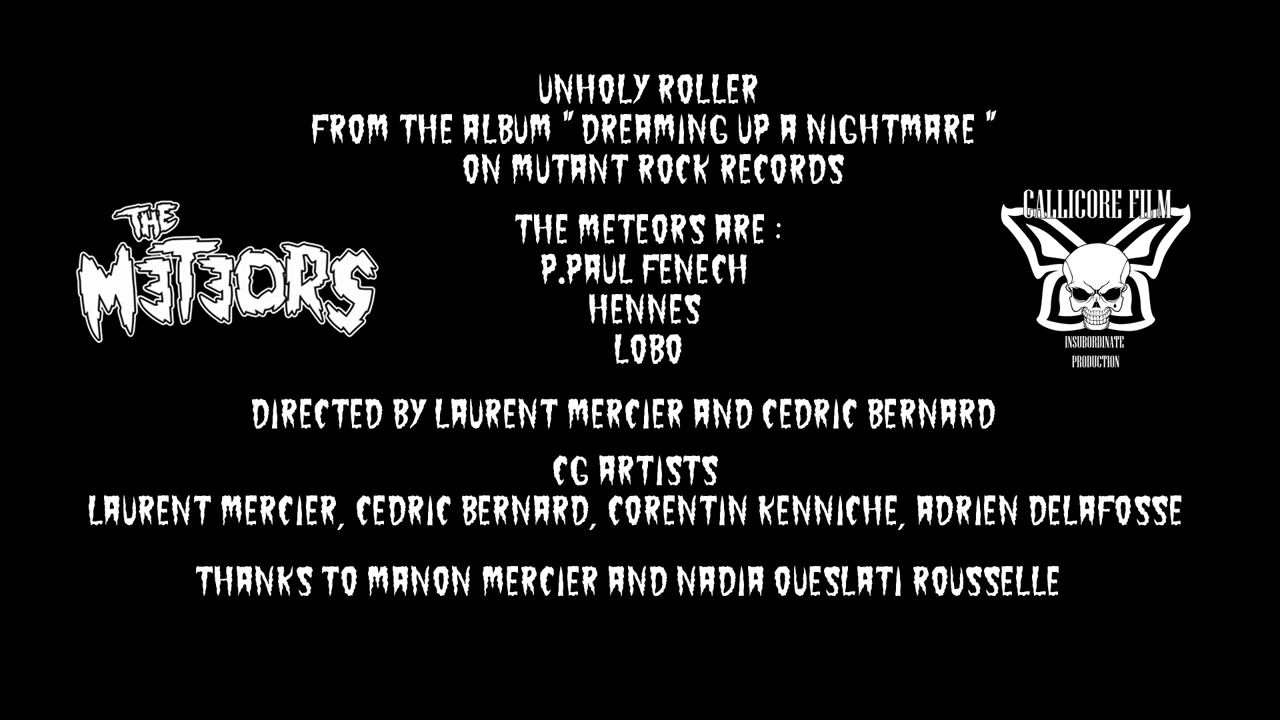 UNHOLY ROLLER
FROM THE ALBUM " DREAMING UP A NIGHTMARE "
ON MUTANT ROCK RECORDS
THE METEORS
THE METEORS ARE :
P.PAUL FENECH
HENNES
LOBO
CALLICORE FILM
INSUBORDINATE
PRODUCTION
DIRECTED BY LAURENT MERCIER AND CEDRIC BERNARD
CG ARTISTS
LAURENT MERCIER, CEDRIC BERNARD, CORENTIN KENNICHE, ADRIEN DELAFOSSE
THANKS TO MANON MERCIER AND NADIA OUESLATI ROUSSELLE